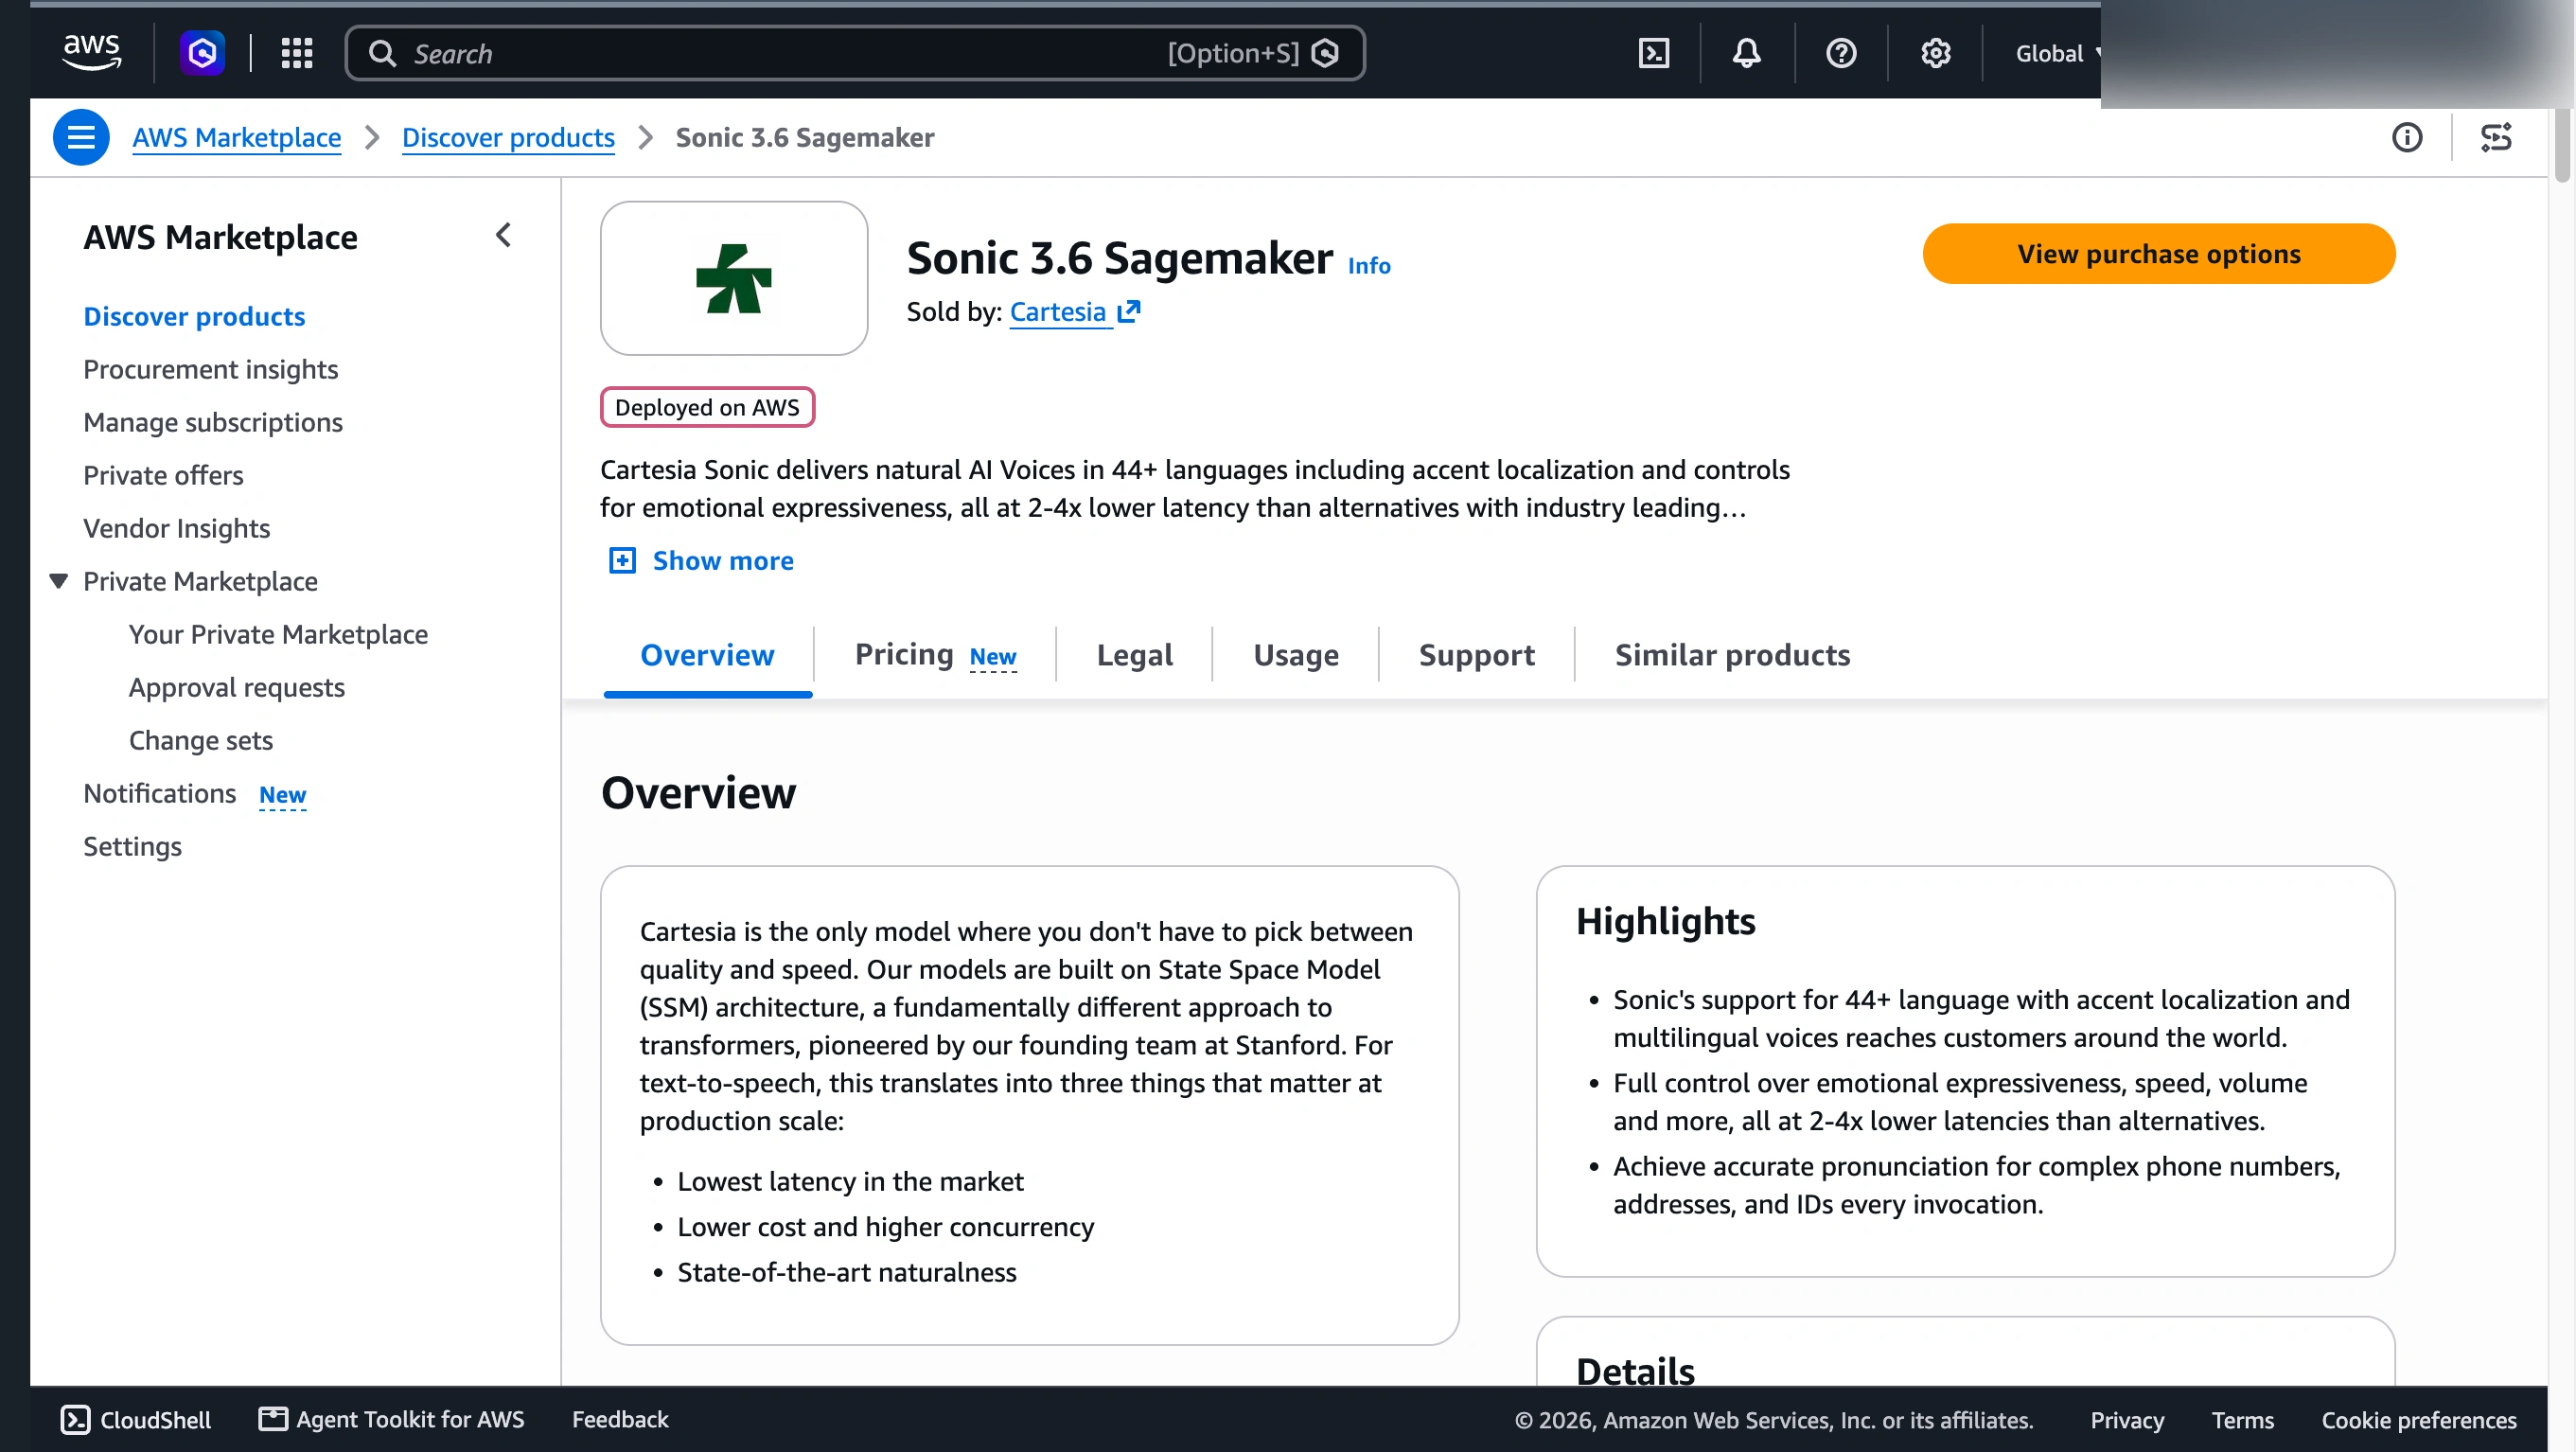 aws
Search
[Option+S]
Global
AWS Marketplace
Discover products
Sonic 3.6 Sagemaker
AWS Marketplace
Discover products
Procurement insights
Manage subscriptions
Private offers
Vendor Insights
Private Marketplace
Your Private Marketplace
Approval requests
Change sets
Notifications New
Settings
Sonic 3.6 Sagemaker Info
Sold by: Cartesia
View purchase options
Deployed on AWS
Cartesia Sonic delivers natural AI Voices in 44+ languages including accent localization and controls
for emotional expressiveness, all at 2-4x lower latency than alternatives with industry leading…
Show more
Overview
Pricing New
Legal
Usage
Support
Similar products
Overview
Cartesia is the only model where you don't have to pick between
quality and speed. Our models are built on State Space Model
(SSM) architecture, a fundamentally different approach to
transformers, pioneered by our founding team at Stanford. For
text-to-speech, this translates into three things that matter at
production scale:
• Lowest latency in the market
• Lower cost and higher concurrency
• State-of-the-art naturalness
Highlights
• Sonic's support for 44+ language with accent localization and
multilingual voices reaches customers around the world.
• Full control over emotional expressiveness, speed, volume
and more, all at 2-4x lower latencies than alternatives.
• Achieve accurate pronunciation for complex phone numbers,
addresses, and IDs every invocation.
Details
CloudShell
Agent Toolkit for AWS
Feedback
© 2026, Amazon Web Services, Inc. or its affiliates.
Privacy
Terms
Cookie preferences